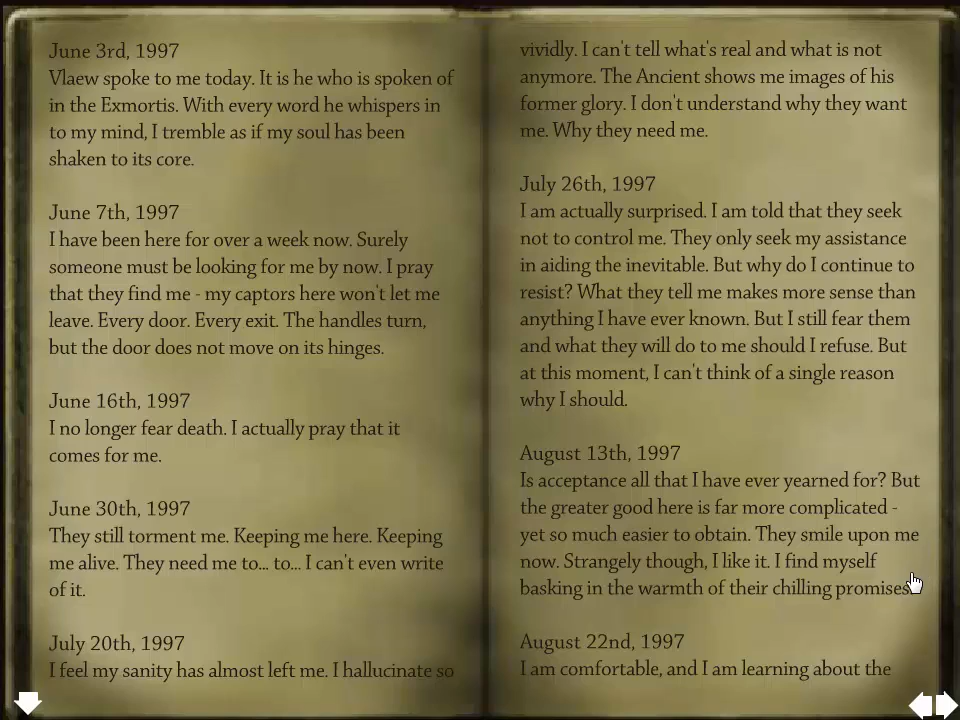 June 3rd, 1997
Vlaew spoke to me today. It is he who is spoken of
in the Exmortis. With every word he whispers in
to my mind, I tremble as if my soul has been
shaken to its core.
June 7th, 1997
I have been here for over a week now. Surely
someone must be looking for me by now. I pray
that they find me - my captors here won't let me
leave. Every door. Every exit. The handles turn,
but the door does not move on its hinges.
June 16th, 1997
I no longer fear death. I actually pray that it
comes for me.
June 30th, 1997
They still torment me. Keeping me here. Keeping
me alive. They need me to... to... I can't even write
of it.
July 20th, 1997
I feel my sanity has almost left me. I hallucinate so
vividly. I can't tell what's real and what is not
anymore. The Ancient shows me images of his
former glory. I don't understand why they want
me. Why they need me.
July 26th, 1997
I am actually surprised. I am told that they seek
not to control me. They only seek my assistance
in aiding the inevitable. But why do I continue to
resist? What they tell me makes more sense than
anything I have ever known. But I still fear them
and what they will do to me should I refuse. But
at this moment, I can't think of a single reason
why I should.
August 13th, 1997
Is acceptance all that I have ever yearned for? But
the greater good here is far more complicated -
yet so much easier to obtain. They smile upon me
now. Strangely though, I like it. I find myself
basking in the warmth of their chilling promises.
August 22nd, 1997
I am comfortable, and I am learning about the